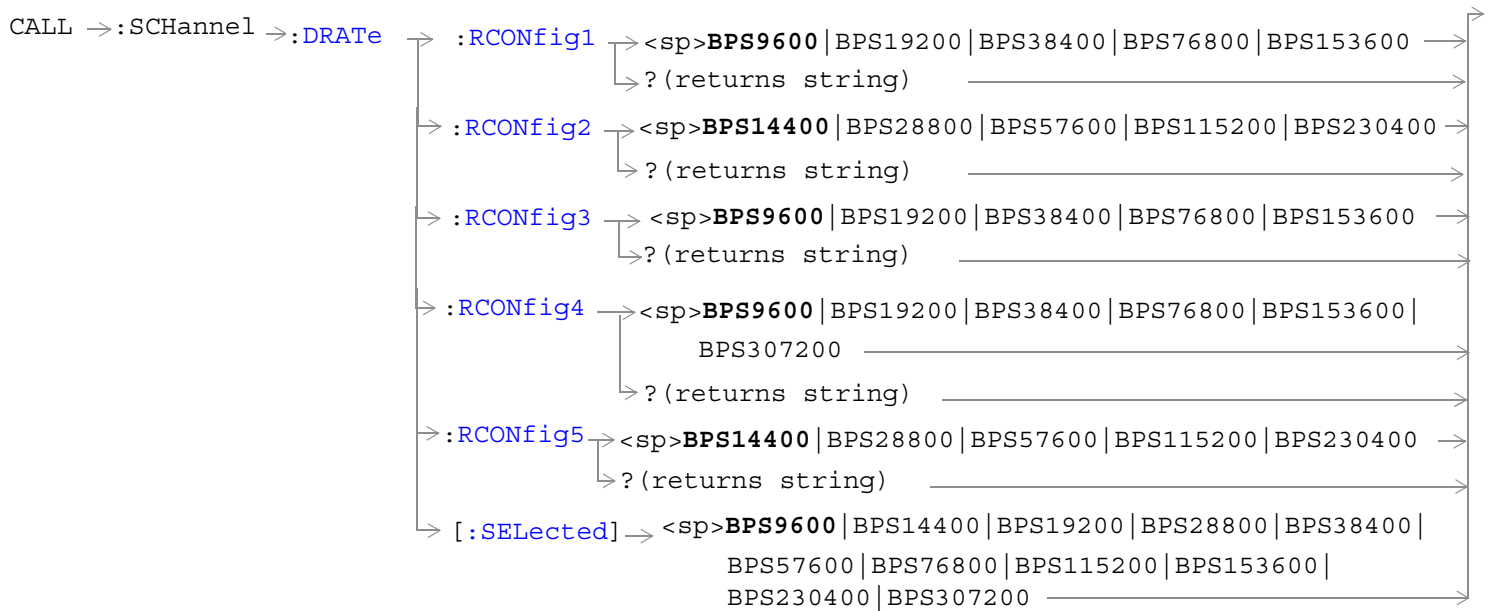 CALL :SCHannel :DRATe :RCONfig1 <sp>BPS9600|BPS19200|BPS38400|BPS76800|BPS153600
?(returns string)
:RCONfig2 <sp>BPS14400|BPS28800|BPS57600|BPS115200|BPS230400
?(returns string)
:RCONfig3 <sp>BPS9600|BPS19200|BPS38400|BPS76800|BPS153600
?(returns string)
:RCONfig4 <sp>BPS9600|BPS19200|BPS38400|BPS76800|BPS153600|
BPS307200
?(returns string)
:RCONfig5 <sp>BPS14400|BPS28800|BPS57600|BPS115200|BPS230400
?(returns string)
[:SELected] <sp>BPS9600|BPS14400|BPS19200|BPS28800|BPS38400|
BPS57600|BPS76800|BPS115200|BPS153600|
BPS230400|BPS307200